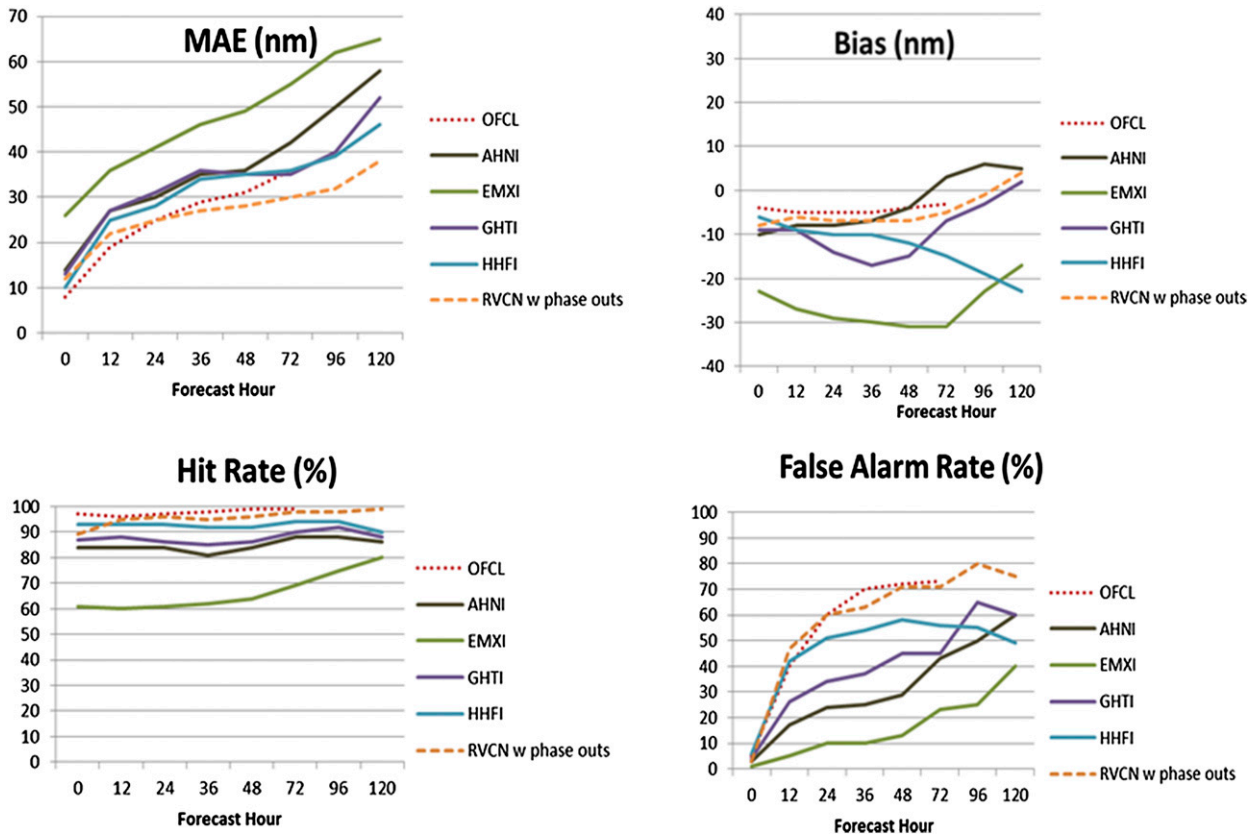 MAE (nm)
70
60
50
40
30
20
10
0
0 12 24 36 48 72 96 120
Forecast Hour
OFCL
AHNI
EMXI
GHTI
HHFI
RVCN w phase outs
Bias (nm)
40
30
20
10
0
-10
-20
-30
-40
0 12 24 36 48 72 96 120
Forecast Hour
OFCL
AHNI
EMXI
GHTI
HHFI
RVCN w phase outs
Hit Rate (%)
100
90
80
70
60
50
40
30
20
10
0
0 12 24 36 48 72 96 120
Forecast Hour
OFCL
AHNI
EMXI
GHTI
HHFI
RVCN w phase outs
False Alarm Rate (%)
100
90
80
70
60
50
40
30
20
10
0
0 12 24 36 48 72 96 120
Forecast Hour
OFCL
AHNI
EMXI
GHTI
HHFI
RVCN w phase outs